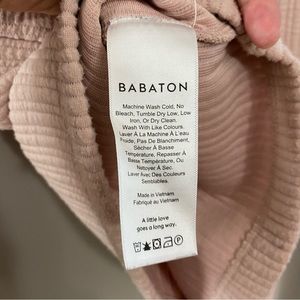 BABATON
Machine Wash Cold, No
Bleach, Tumble Dry Low, Low
Iron, Or Dry Clean.
Wash With Like Colours.
Laver À La Machine À L'eau
Froide, Pas De Blanchiment,
Sécher À Basse
Température, Repasser À
Basse Température, Ou
Nettoyer À Sec.
Laver Avec Des Couleurs
Semblables.
Made in Vietnam
Fabriqué au Vietnam
A little love
goes a long way.